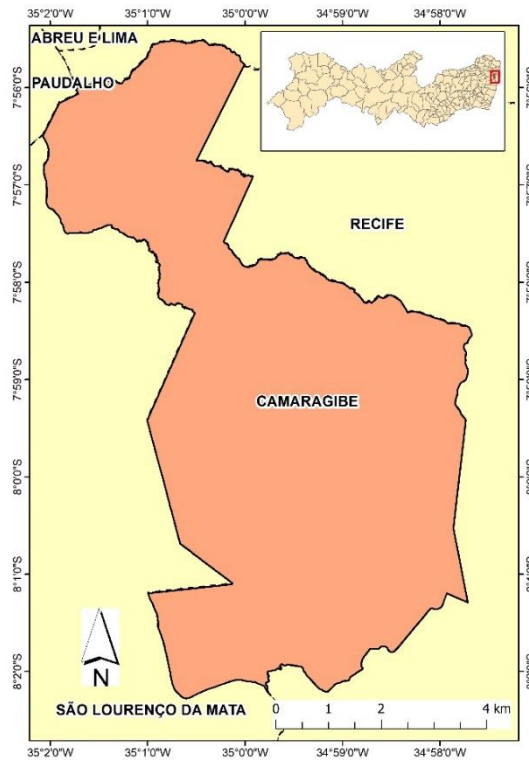 35°2'0"O 35°1'0"O 35°0'0"O 34°59'0"O 34°58'0"O
ABREU E LIMA
PAUDALHO
7°56'0"S
7°57'0"S
RECIFE
7°58'0"S
7°59'0"S
CAMARAGIBE
8°0'0"S
8°1'0"S
N
8°2'0"S
SÃO LOURENÇO DA MATA
0 1 2 4 km
35°2'0"O 35°1'0"O 35°0'0"O 34°59'0"O 34°58'0"O